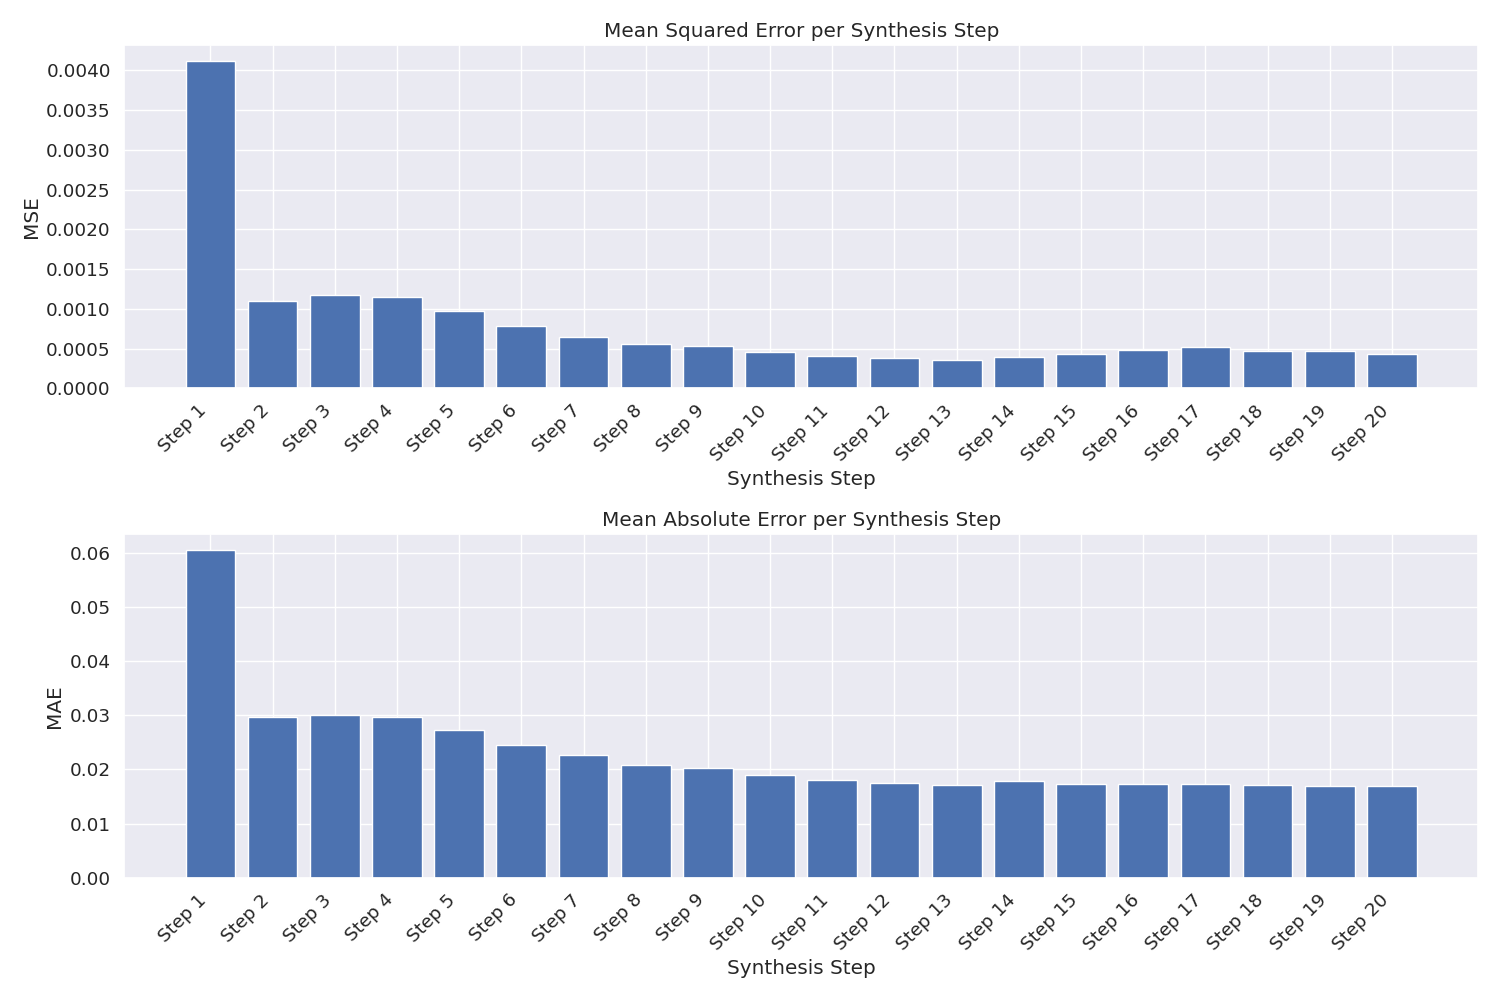 Mean Squared Error per Synthesis Step
MSE
0.0040
0.0035
0.0030
0.0025
0.0020
0.0015
0.0010
0.0005
0.0000
Step 1
Step 2
Step 3
Step 4
Step 5
Step 6
Step 7
Step 8
Step 9
Step 10
Step 11
Step 12
Step 13
Step 14
Step 15
Step 16
Step 17
Step 18
Step 19
Step 20
Synthesis Step
Mean Absolute Error per Synthesis Step
MAE
0.06
0.05
0.04
0.03
0.02
0.01
0.00
Step 1
Step 2
Step 3
Step 4
Step 5
Step 6
Step 7
Step 8
Step 9
Step 10
Step 11
Step 12
Step 13
Step 14
Step 15
Step 16
Step 17
Step 18
Step 19
Step 20
Synthesis Step